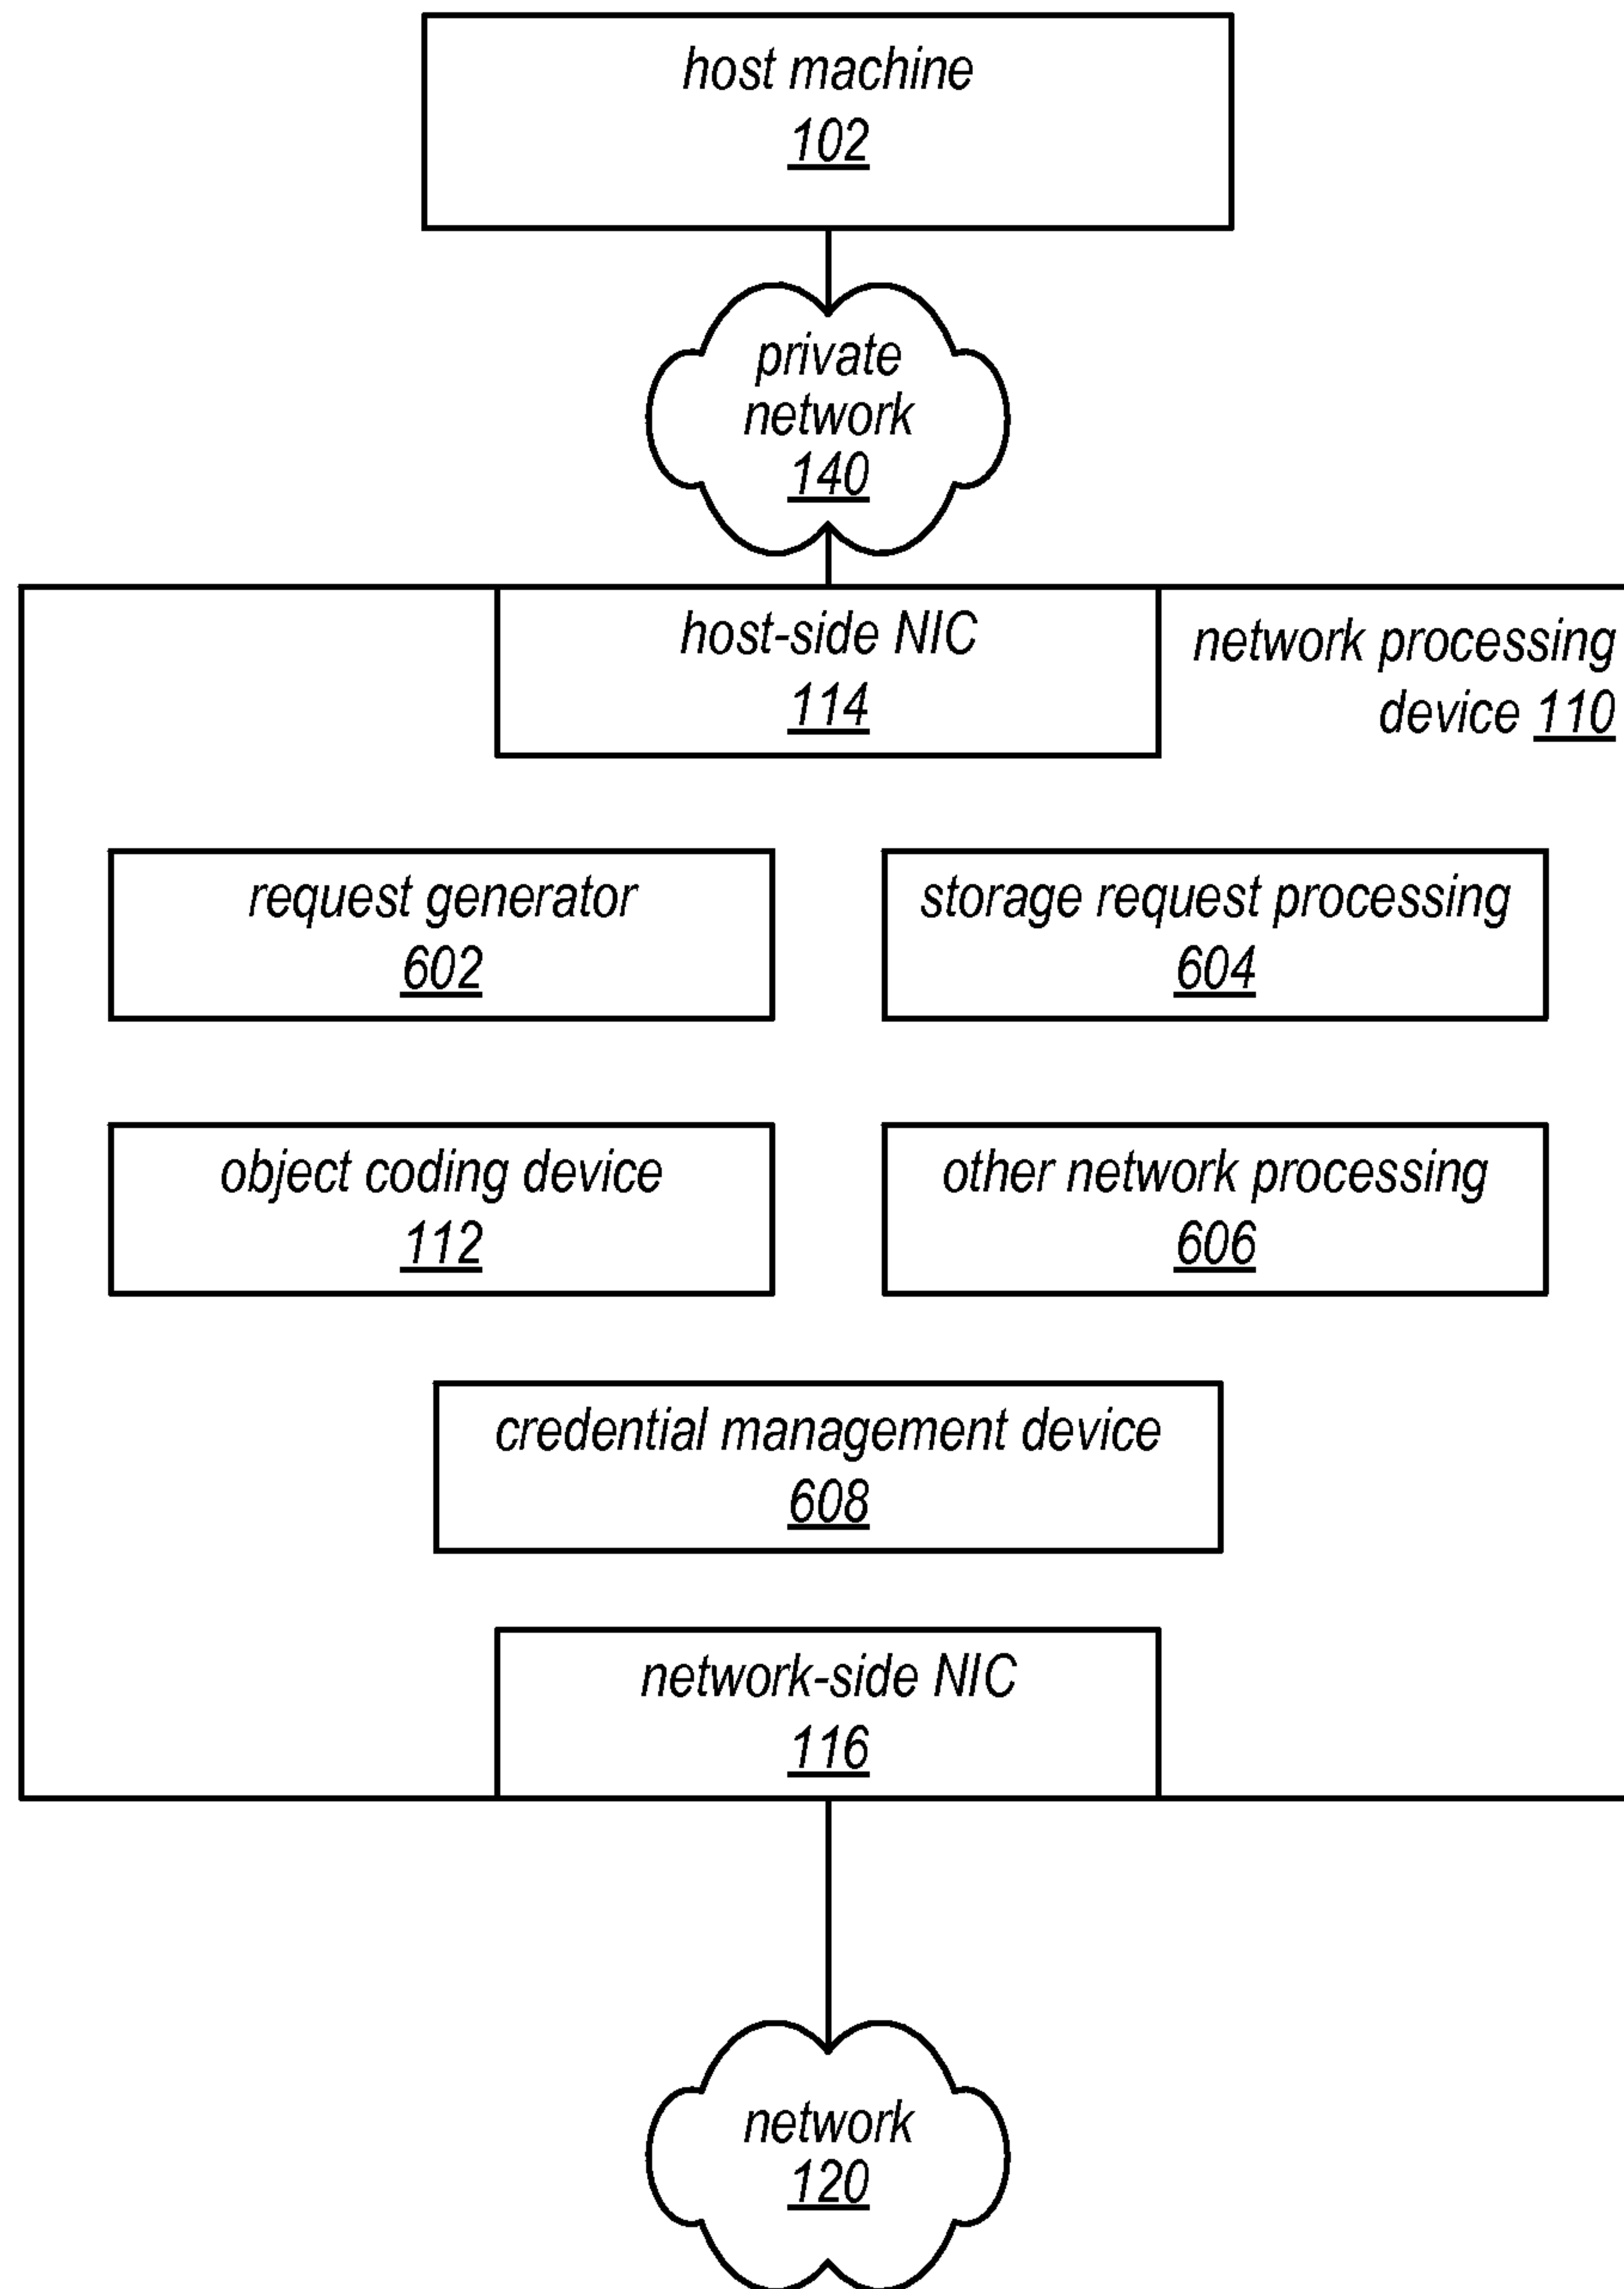 host machine
102
private
network
140
host-side NIC
114
network processing
device 110
request generator
602
storage request processing
604
object coding device
112
other network processing
606
credential management device
608
network-side NIC
116
network
120